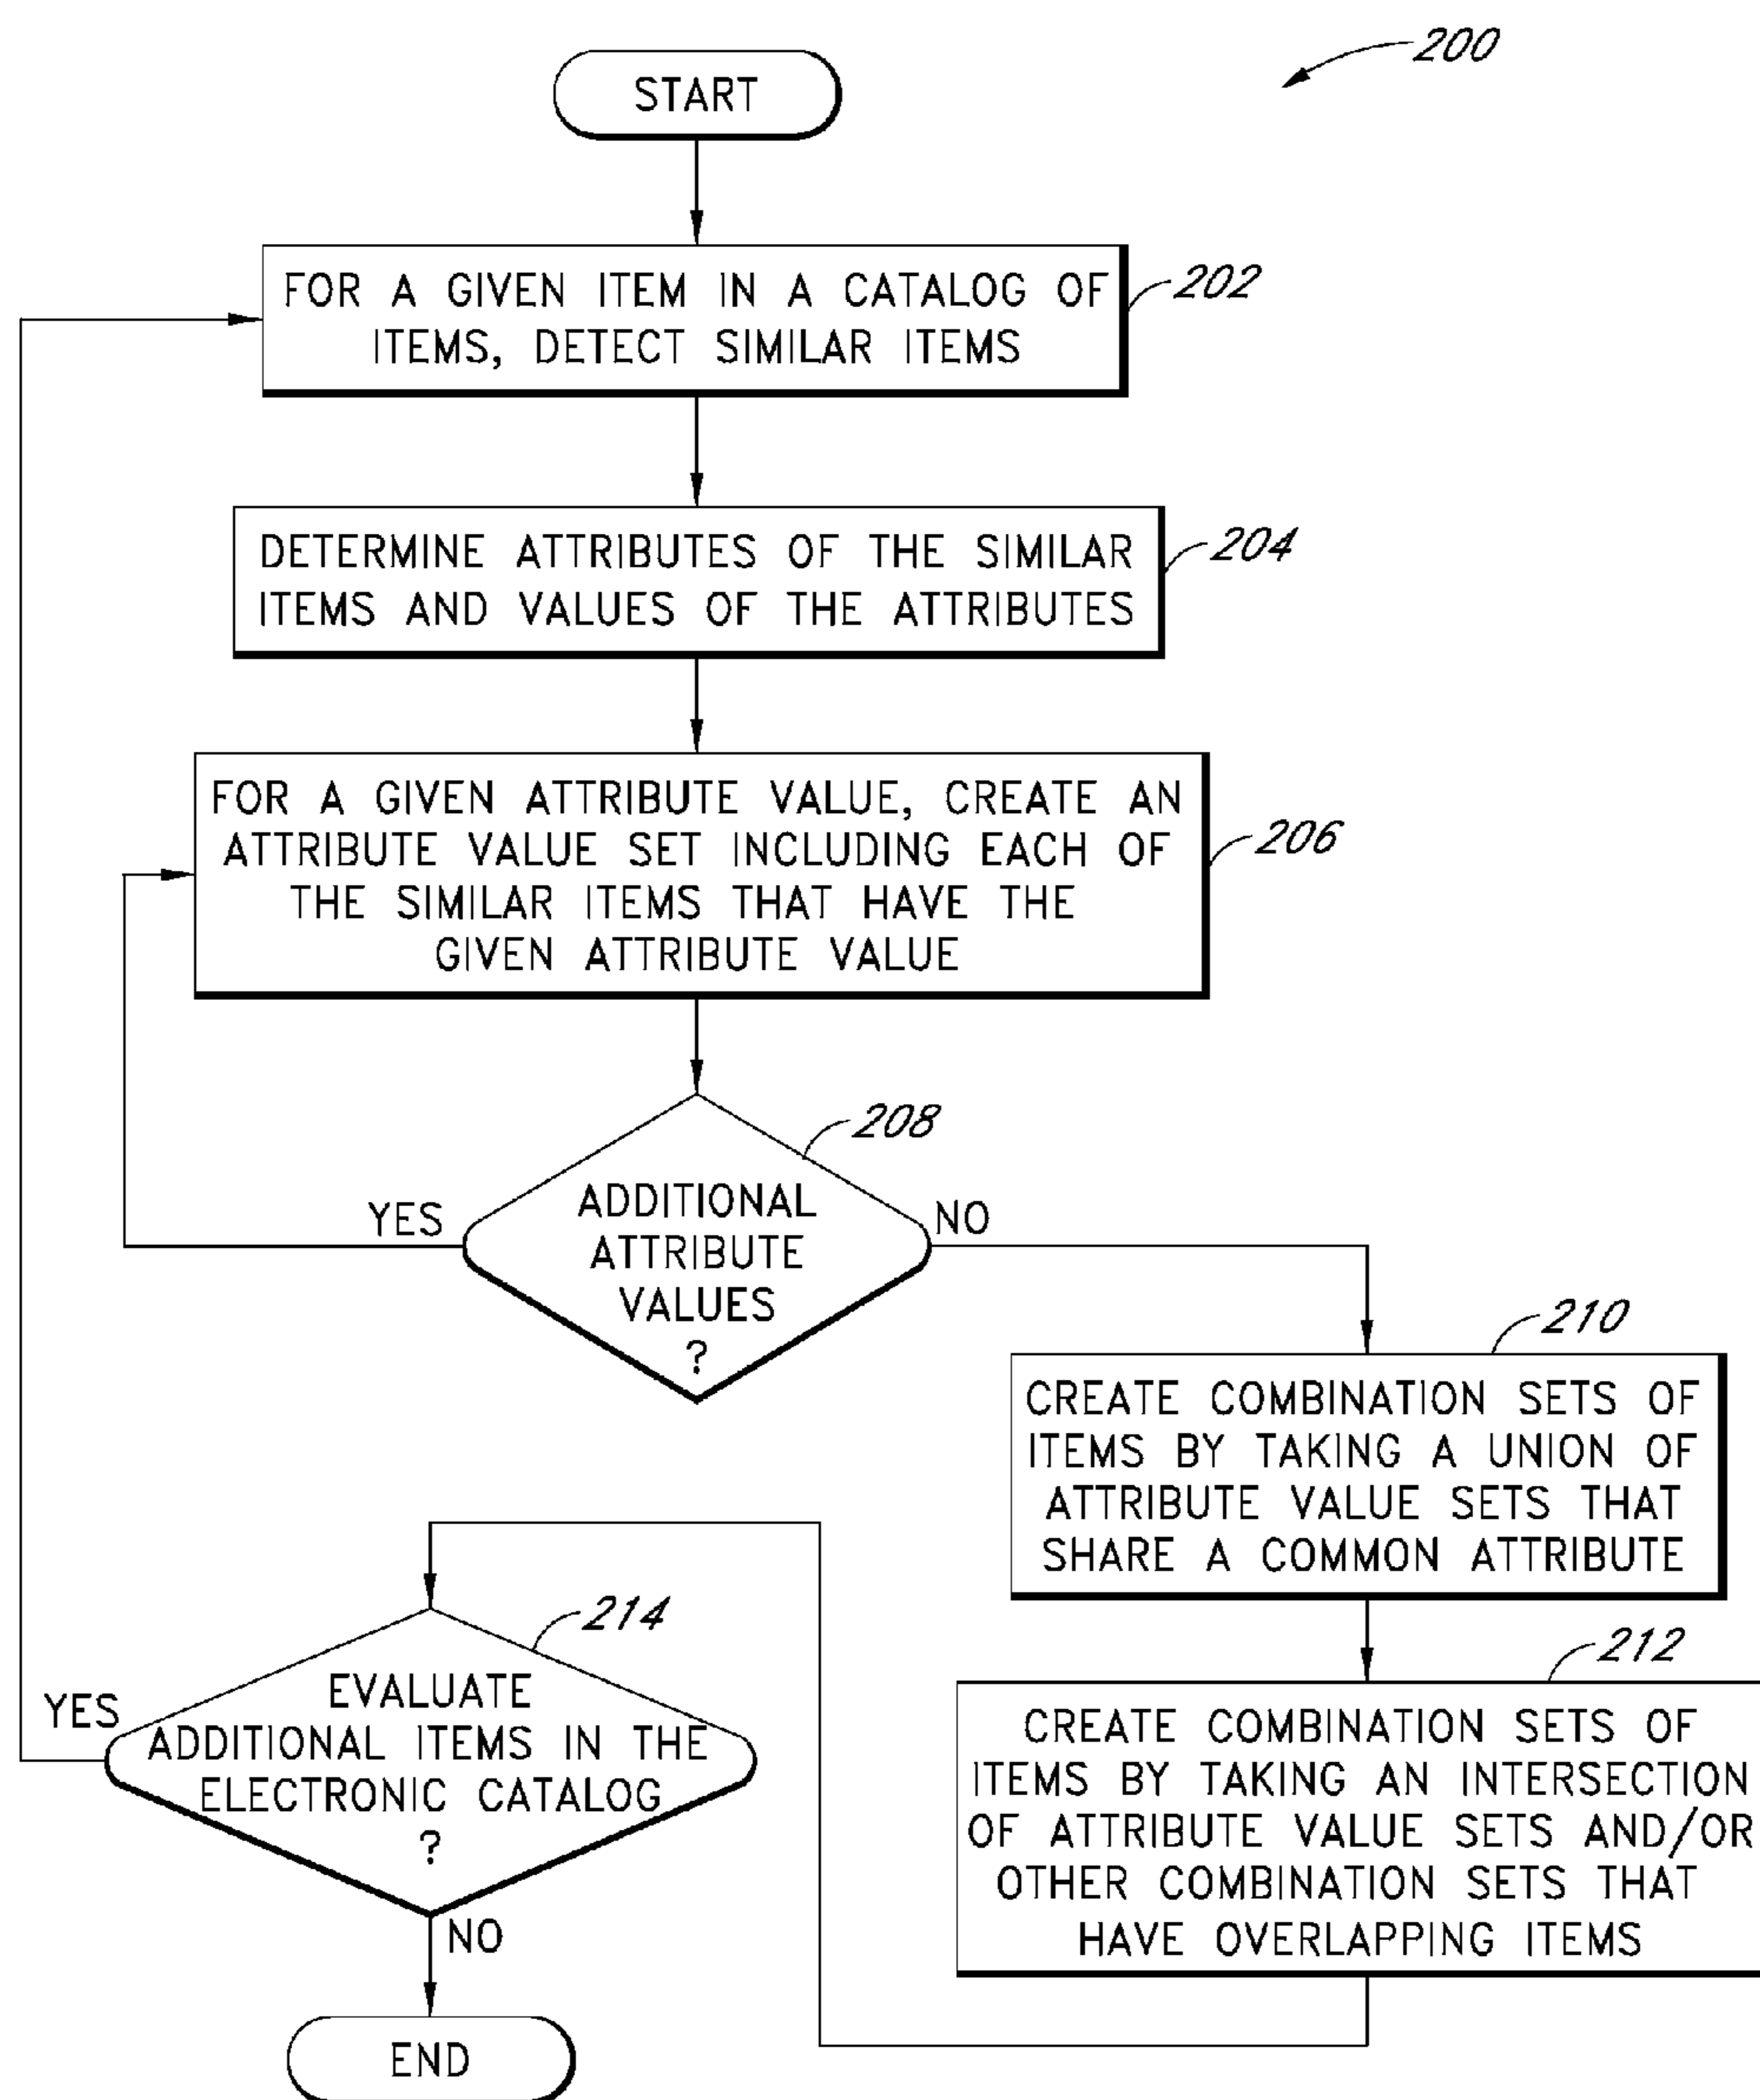 200
START
FOR A GIVEN ITEM IN A CATALOG OF
ITEMS, DETECT SIMILAR ITEMS
202
DETERMINE ATTRIBUTES OF THE SIMILAR
ITEMS AND VALUES OF THE ATTRIBUTES
204
FOR A GIVEN ATTRIBUTE VALUE, CREATE AN
ATTRIBUTE VALUE SET INCLUDING EACH OF
THE SIMILAR ITEMS THAT HAVE THE
GIVEN ATTRIBUTE VALUE
206
208
ADDITIONAL
ATTRIBUTE
VALUES
?
YES
NO
210
CREATE COMBINATION SETS OF
ITEMS BY TAKING A UNION OF
ATTRIBUTE VALUE SETS THAT
SHARE A COMMON ATTRIBUTE
212
CREATE COMBINATION SETS OF
ITEMS BY TAKING AN INTERSECTION
OF ATTRIBUTE VALUE SETS AND/OR
OTHER COMBINATION SETS THAT
HAVE OVERLAPPING ITEMS
214
EVALUATE
ADDITIONAL ITEMS IN THE
ELECTRONIC CATALOG
?
YES
NO
END